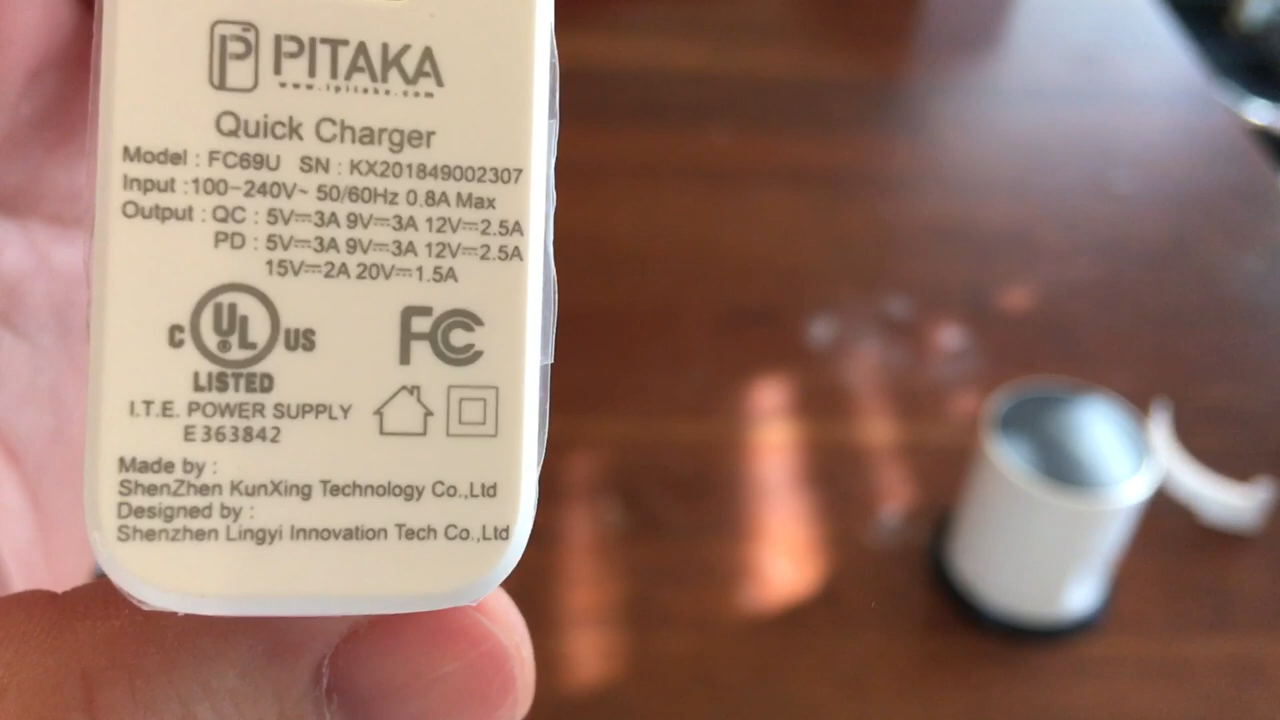 PITAKA
www.ipitaka.com
Quick Charger
Model : FC69U SN : KX201849002307
Input :100-240V~ 50/60Hz 0.8A Max
Output : QC : 5V⎓3A 9V⎓3A 12V⎓2.5A
PD : 5V⎓3A 9V⎓3A 12V⎓2.5A
15V⎓2A 20V⎓1.5A
C UL US
LISTED
FC
I.T.E. POWER SUPPLY
E363842
Made by :
ShenZhen KunXing Technology Co.,Ltd
Designed by :
Shenzhen Lingyi Innovation Tech Co.,Ltd